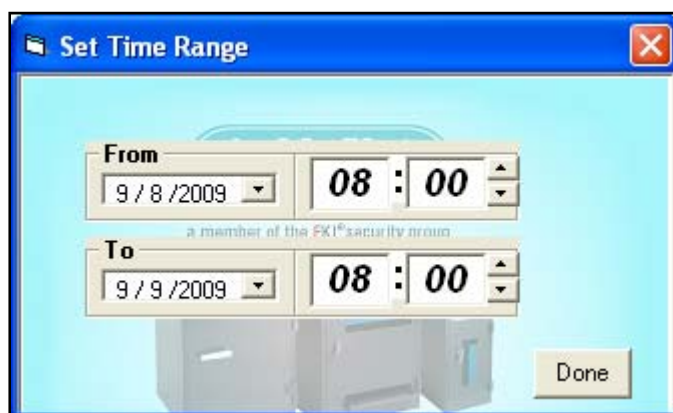 Set Time Range
From
9 / 8 /2009
08 : 00
a member of the FKI® security group
To
9 / 9 /2009
08 : 00
Done